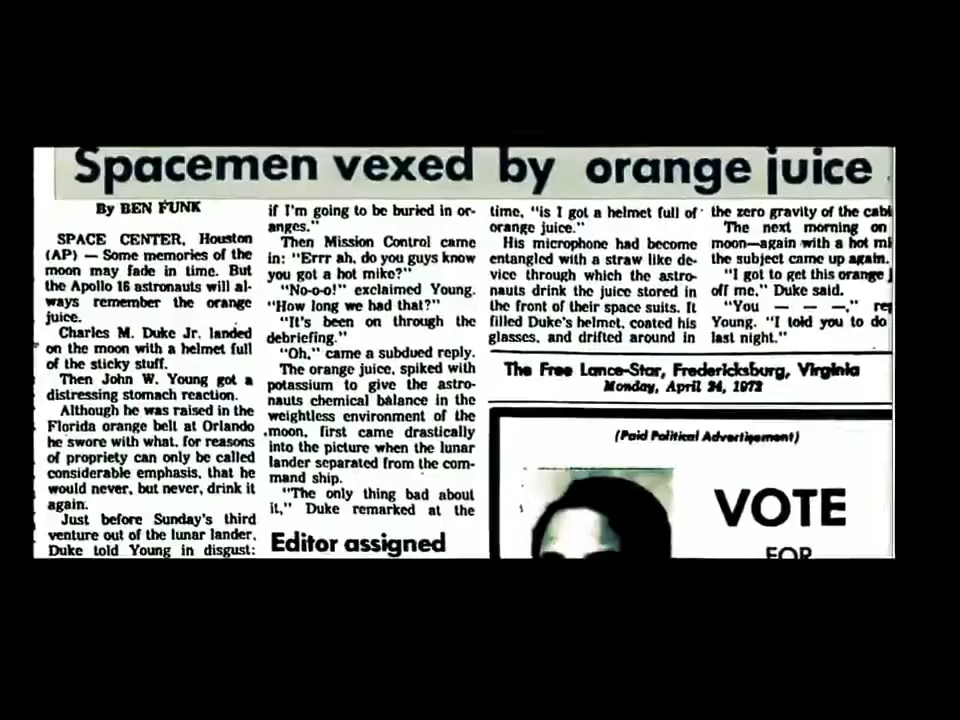 Spacemen vexed by orange juice
By BEN FUNK
SPACE CENTER, Houston
(AP) — Some memories of the
moon may fade in time. But
the Apollo 16 astronauts will al-
ways remember the orange
juice.
Charles M. Duke Jr. landed
on the moon with a helmet full
of the sticky stuff.
Then John W. Young got a
distressing stomach reaction.
Although he was raised in the
Florida orange belt at Orlando
he swore with what, for reasons
of propriety can only be called
considerable emphasis, that he
would never, but never, drink it
again.
Just before Sunday's third
venture out of the lunar lander,
Duke told Young in disgust:
if I'm going to be buried in or-
anges."
Then Mission Control came
in: "Errr ah, do you guys know
you got a hot mike?"
"No-o-o!" exclaimed Young.
"How long we had that?"
"It's been on through the
debriefing."
"Oh," came a subdued reply.
The orange juice, spiked with
potassium to give the astro-
nauts chemical balance in the
weightless environment of the
moon, first came drastically
into the picture when the lunar
lander separated from the com-
mand ship.
"The only thing bad about
it," Duke remarked at the
Editor assigned
time, "is I got a helmet full of
orange juice."
His microphone had become
entangled with a straw like de-
vice through which the astro-
nauts drink the juice stored in
the front of their space suits. It
filled Duke's helmet, coated his
glasses, and drifted around in
the zero gravity of the cabi
The next morning on
moon—again with a hot mi
the subject came up again.
"I got to get this orange j
off me," Duke said.
"You — — —," rep
Young. "I told you to do
last night."
The Free Lance-Star, Fredericksburg, Virginia
Monday, April 24, 1972
(Paid Political Advertisement)
VOTE
FOR